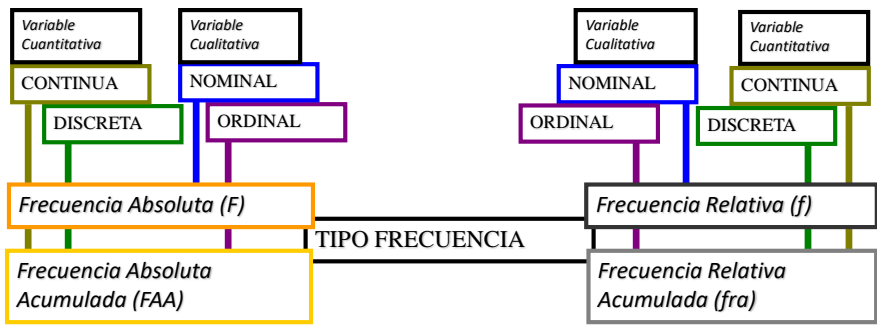 Variable
Cuantitativa
Variable
Cualitativa
Variable
Cualitativa
Variable
Cuantitativa
CONTINUA
NOMINAL
NOMINAL
CONTINUA
DISCRETA
ORDINAL
ORDINAL
DISCRETA
Frecuencia Absoluta (F)
Frecuencia Relativa (f)
TIPO FRECUENCIA
Frecuencia Absoluta
Acumulada (FAA)
Frecuencia Relativa
Acumulada (fra)